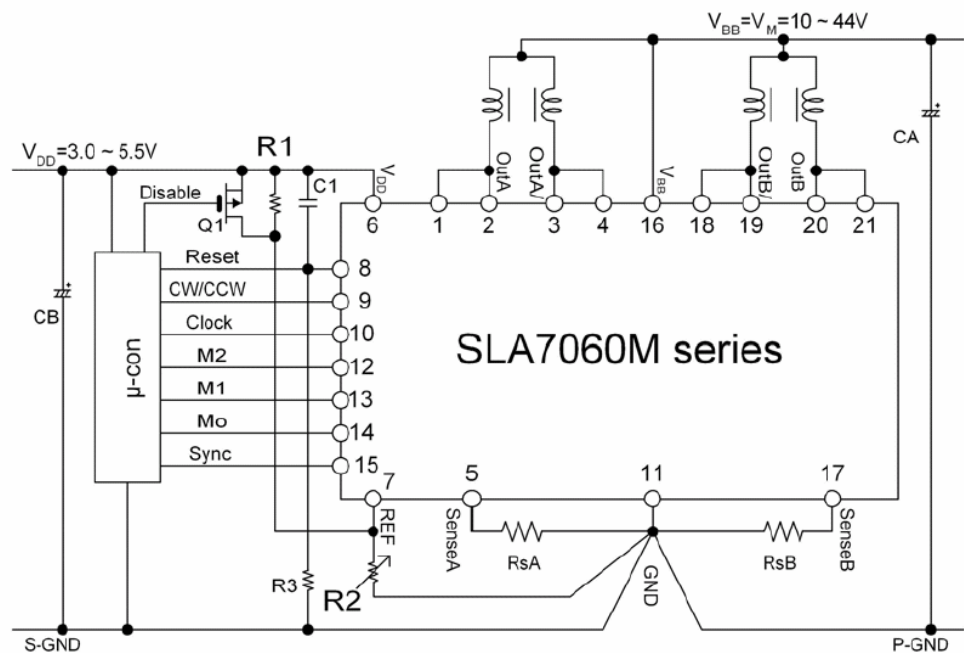 V_BB=V_M=10 ~ 44V
CA
V_DD=3.0 ~ 5.5V
R1
C1
V_DD
OutA
OutA/
V_BB
OutB/
OutB
Disable
Q1
6
1
2
3
4
16
18
19
20
21
Reset
8
CW/CCW
9
CB
Clock
10
μ-con
SLA7060M series
M2
12
M1
13
Mo
14
Sync
15
7
5
11
17
REF
SenseA
RsA
GND
RsB
SenseB
R3
R2
S-GND
P-GND